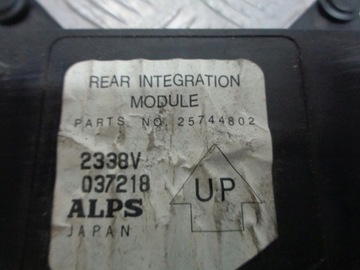 REAR INTEGRATION
MODULE
PARTS NO. 25744802
2338V
037218
ALPS
JAPAN
UP